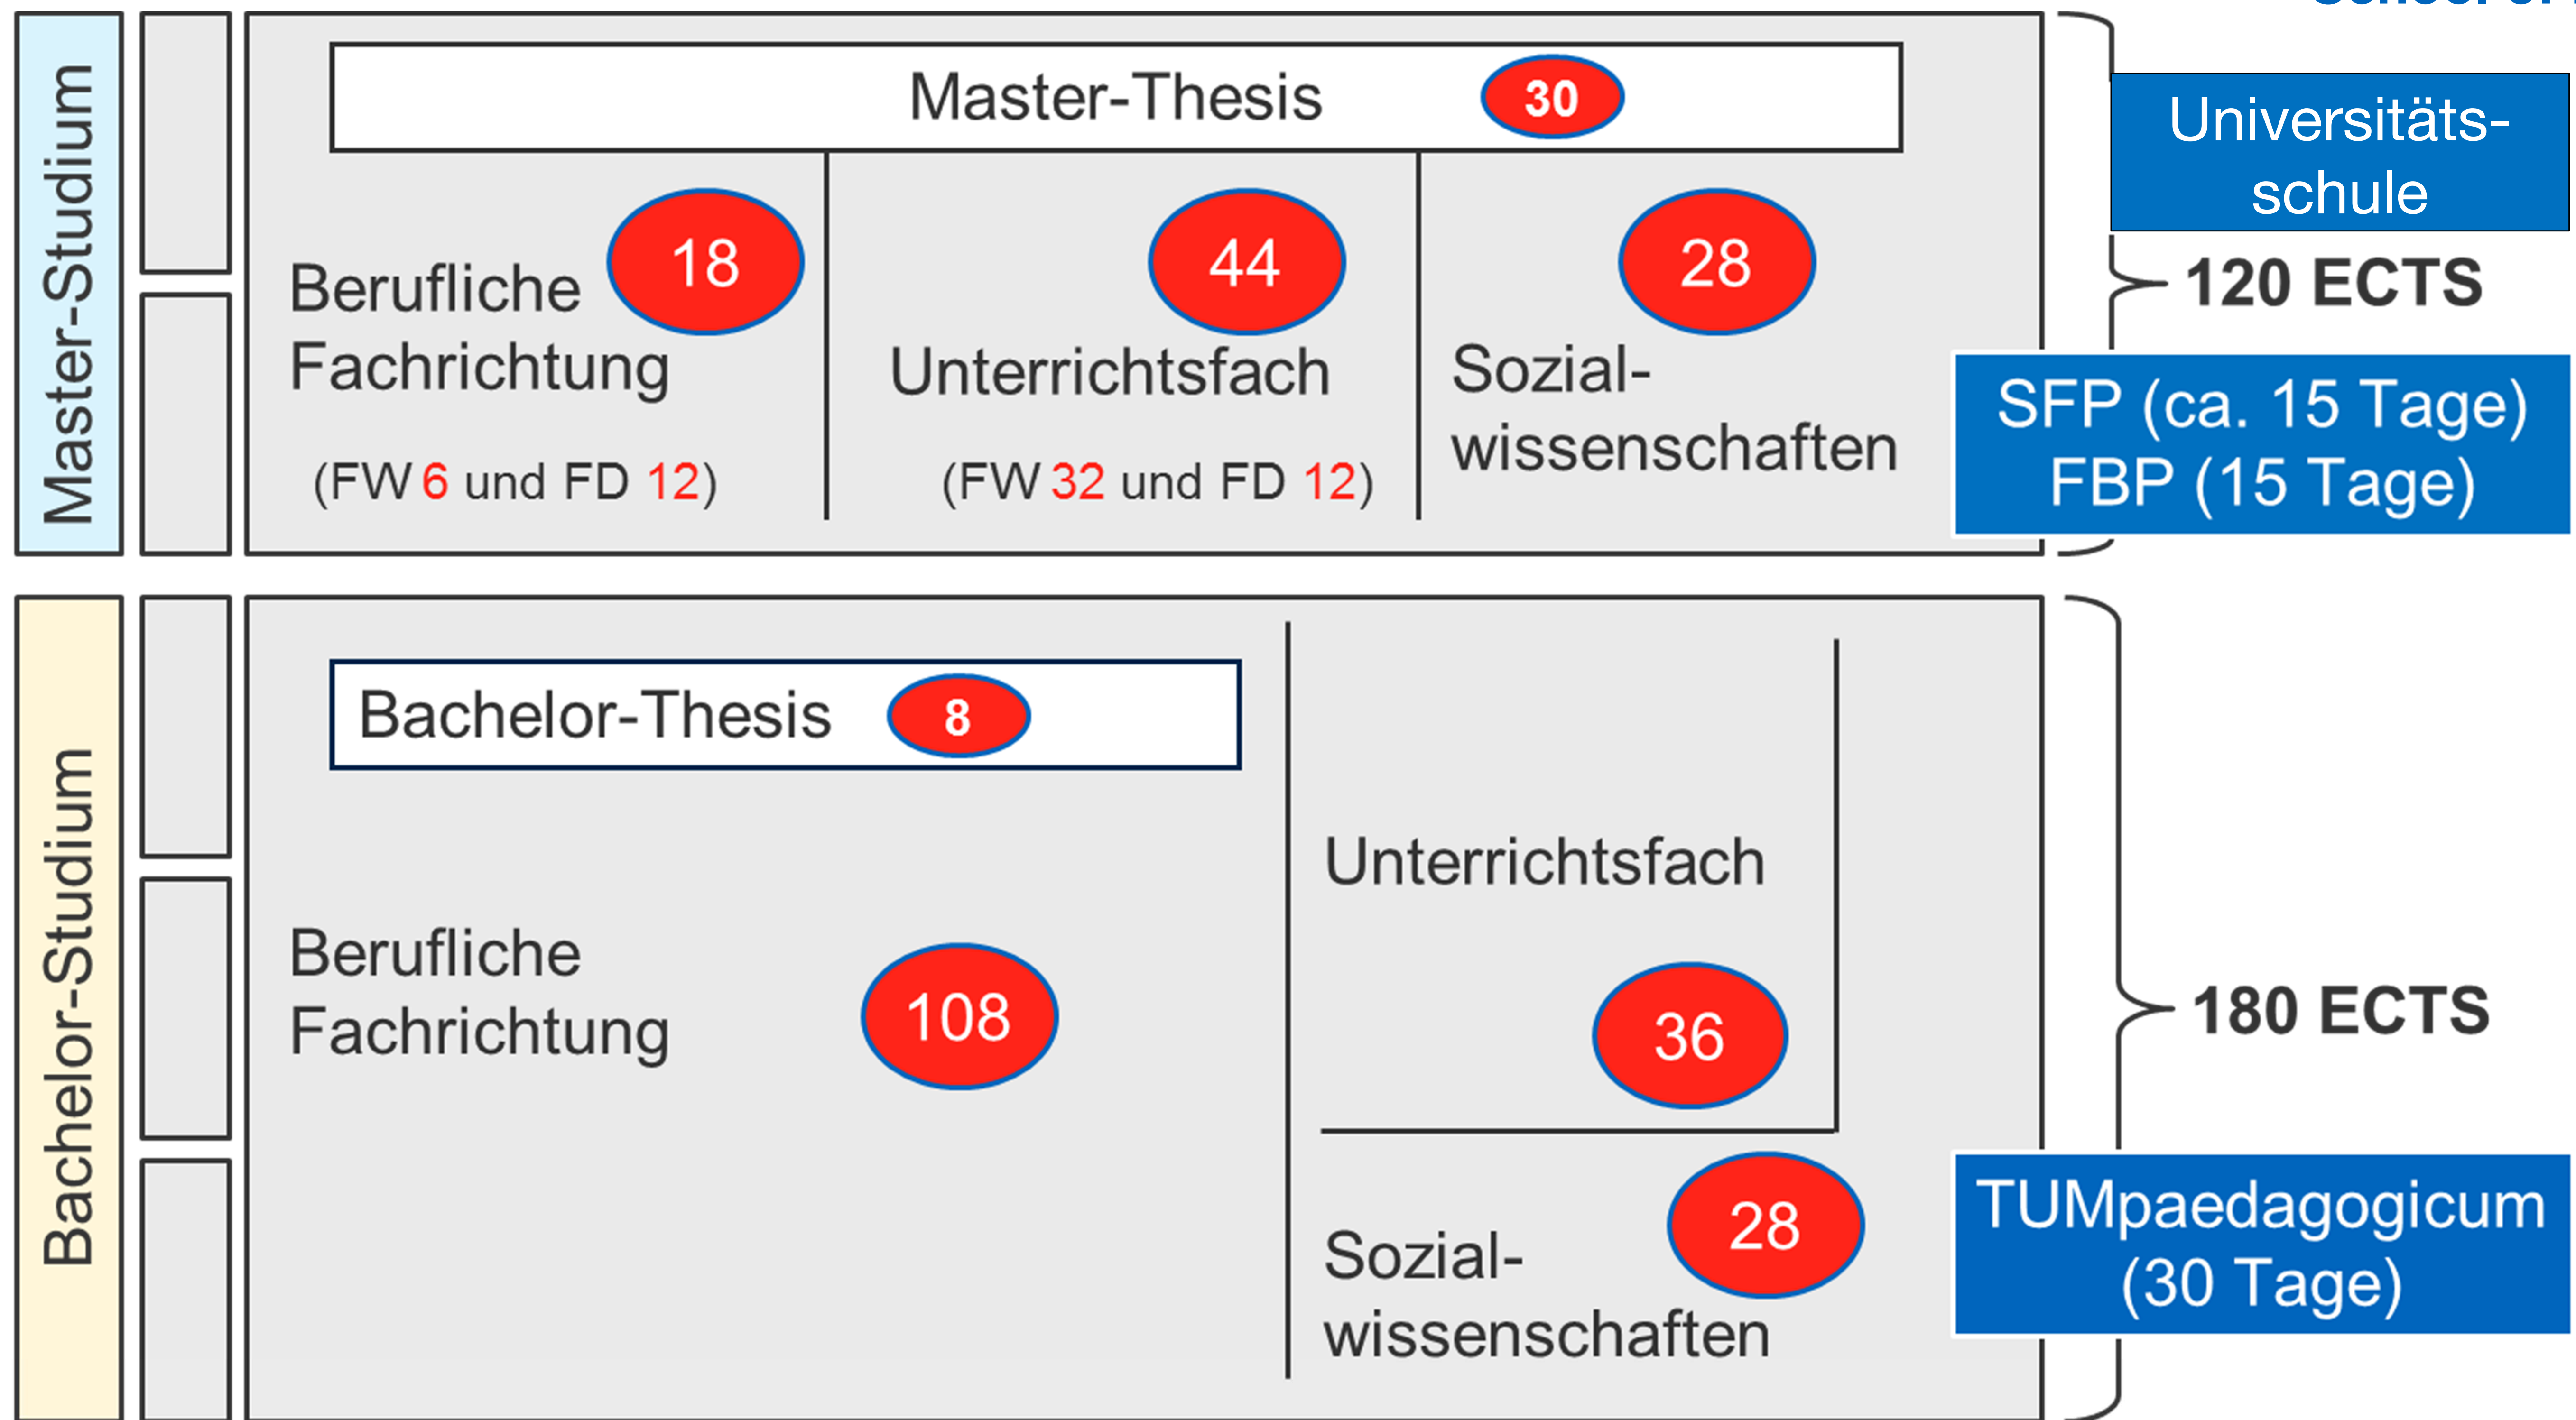 Master-Studium
Master-Thesis 30
18
Berufliche
Fachrichtung
(FW 6 und FD 12)
44
Unterrichtsfach
(FW 32 und FD 12)
28
Sozial-
wissenschaften
Universitäts-
schule
120 ECTS
SFP (ca. 15 Tage)
FBP (15 Tage)
Bachelor-Studium
Bachelor-Thesis 8
Berufliche
Fachrichtung
108
Unterrichtsfach
36
28
Sozial-
wissenschaften
180 ECTS
TUMpaedagogicum
(30 Tage)